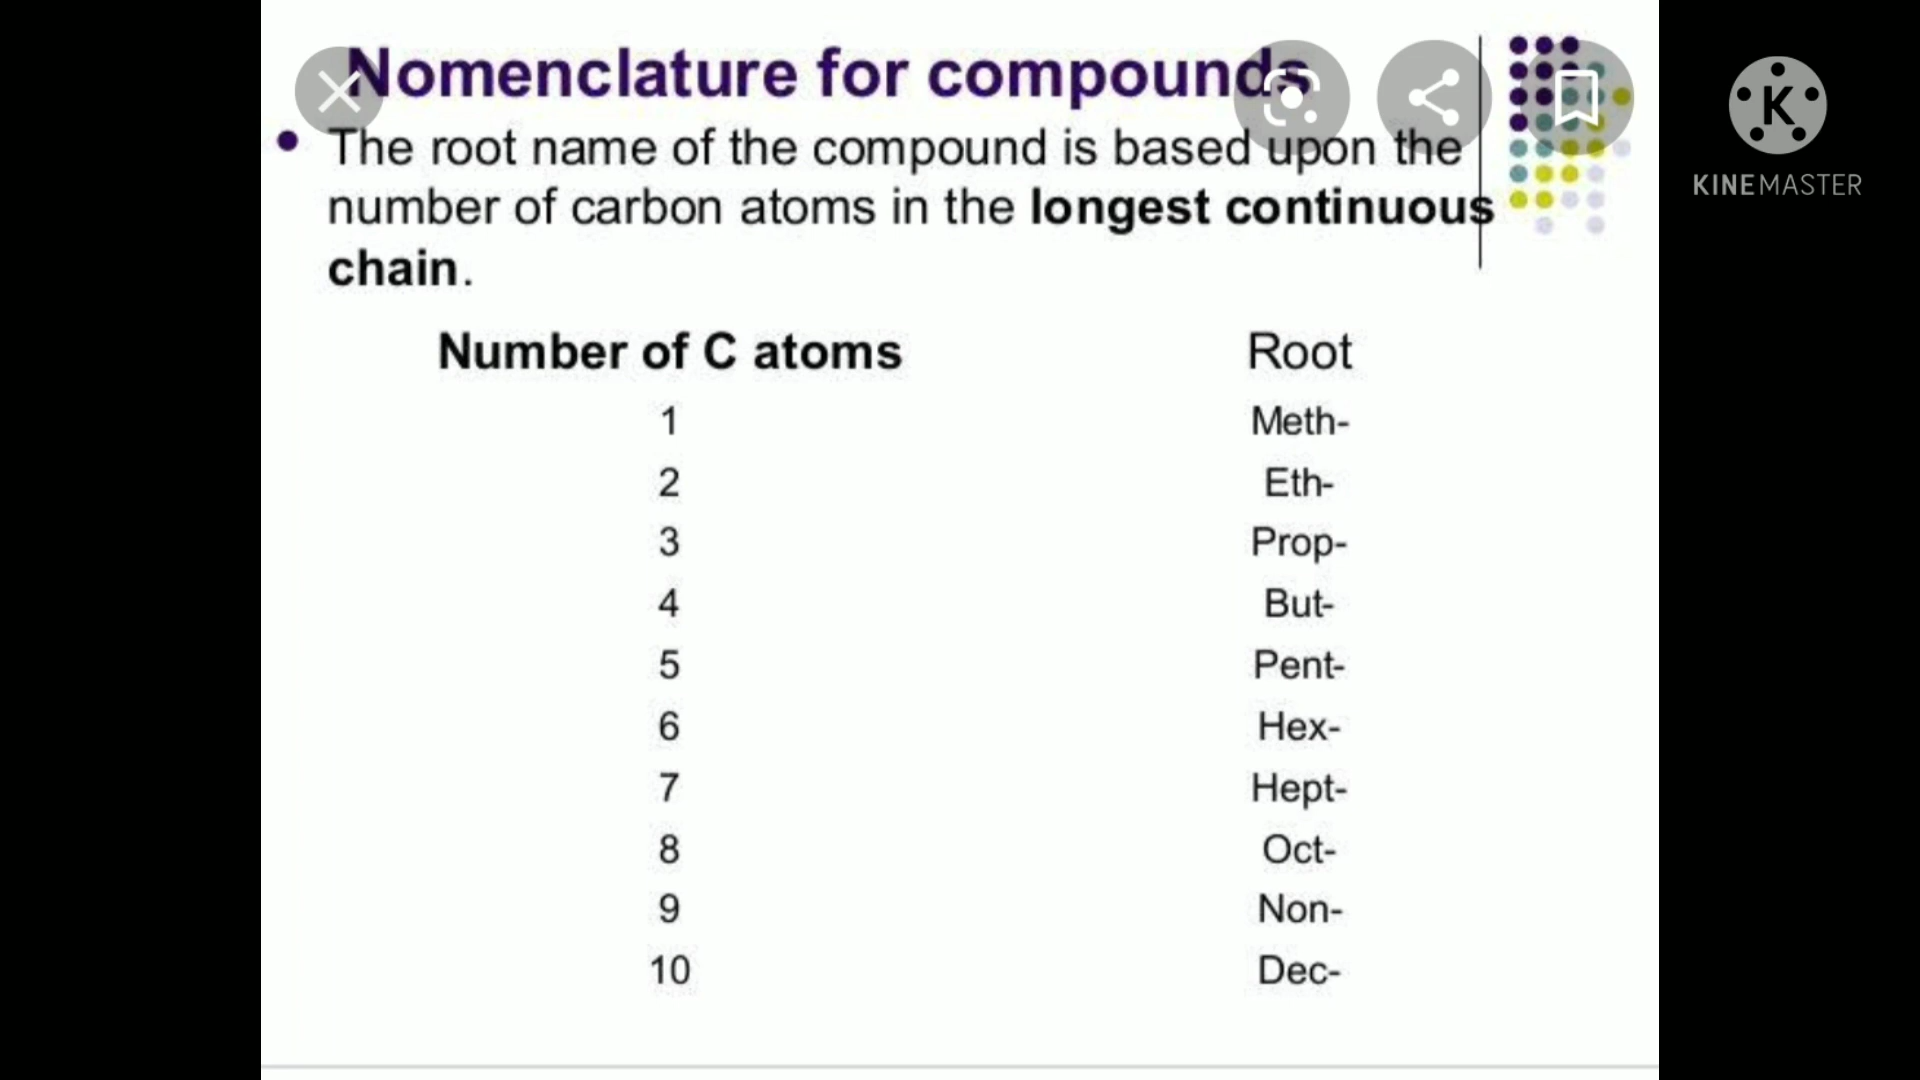 Nomenclature for compounds
The root name of the compound is based upon the
number of carbon atoms in the longest continuous
chain.
Number of C atoms Root
1 Meth-
2 Eth-
3 Prop-
4 But-
5 Pent-
6 Hex-
7 Hept-
8 Oct-
9 Non-
10 Dec-
K
KINEMASTER